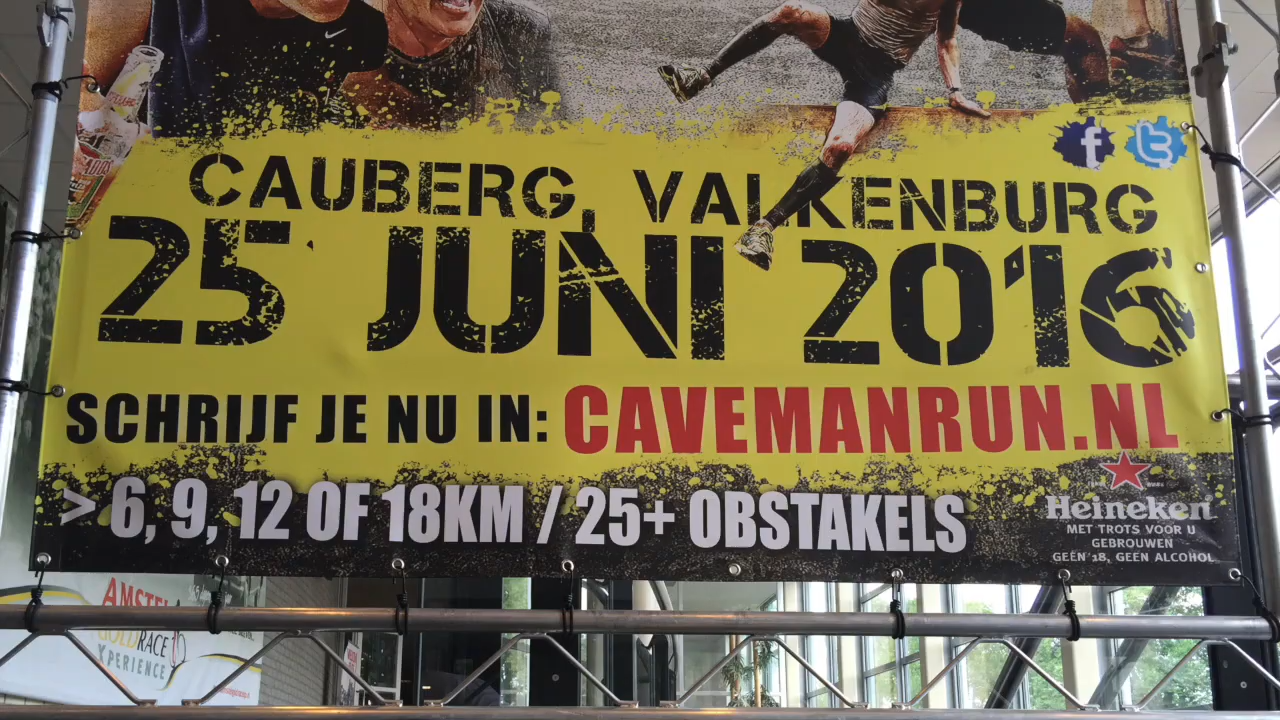 CAUBERG, VALKENBURG
25 JUNI 2016
SCHRIJF JE NU IN: CAVEMANRUN.NL
> 6, 9, 12 OF 18KM / 25+ OBSTAKELS
Heineken
MET TROTS VOOR U
GEBROUWEN
GEEN '18, GEEN ALCOHOL
AMSTEL
GOLDRACE
XPERIENCE